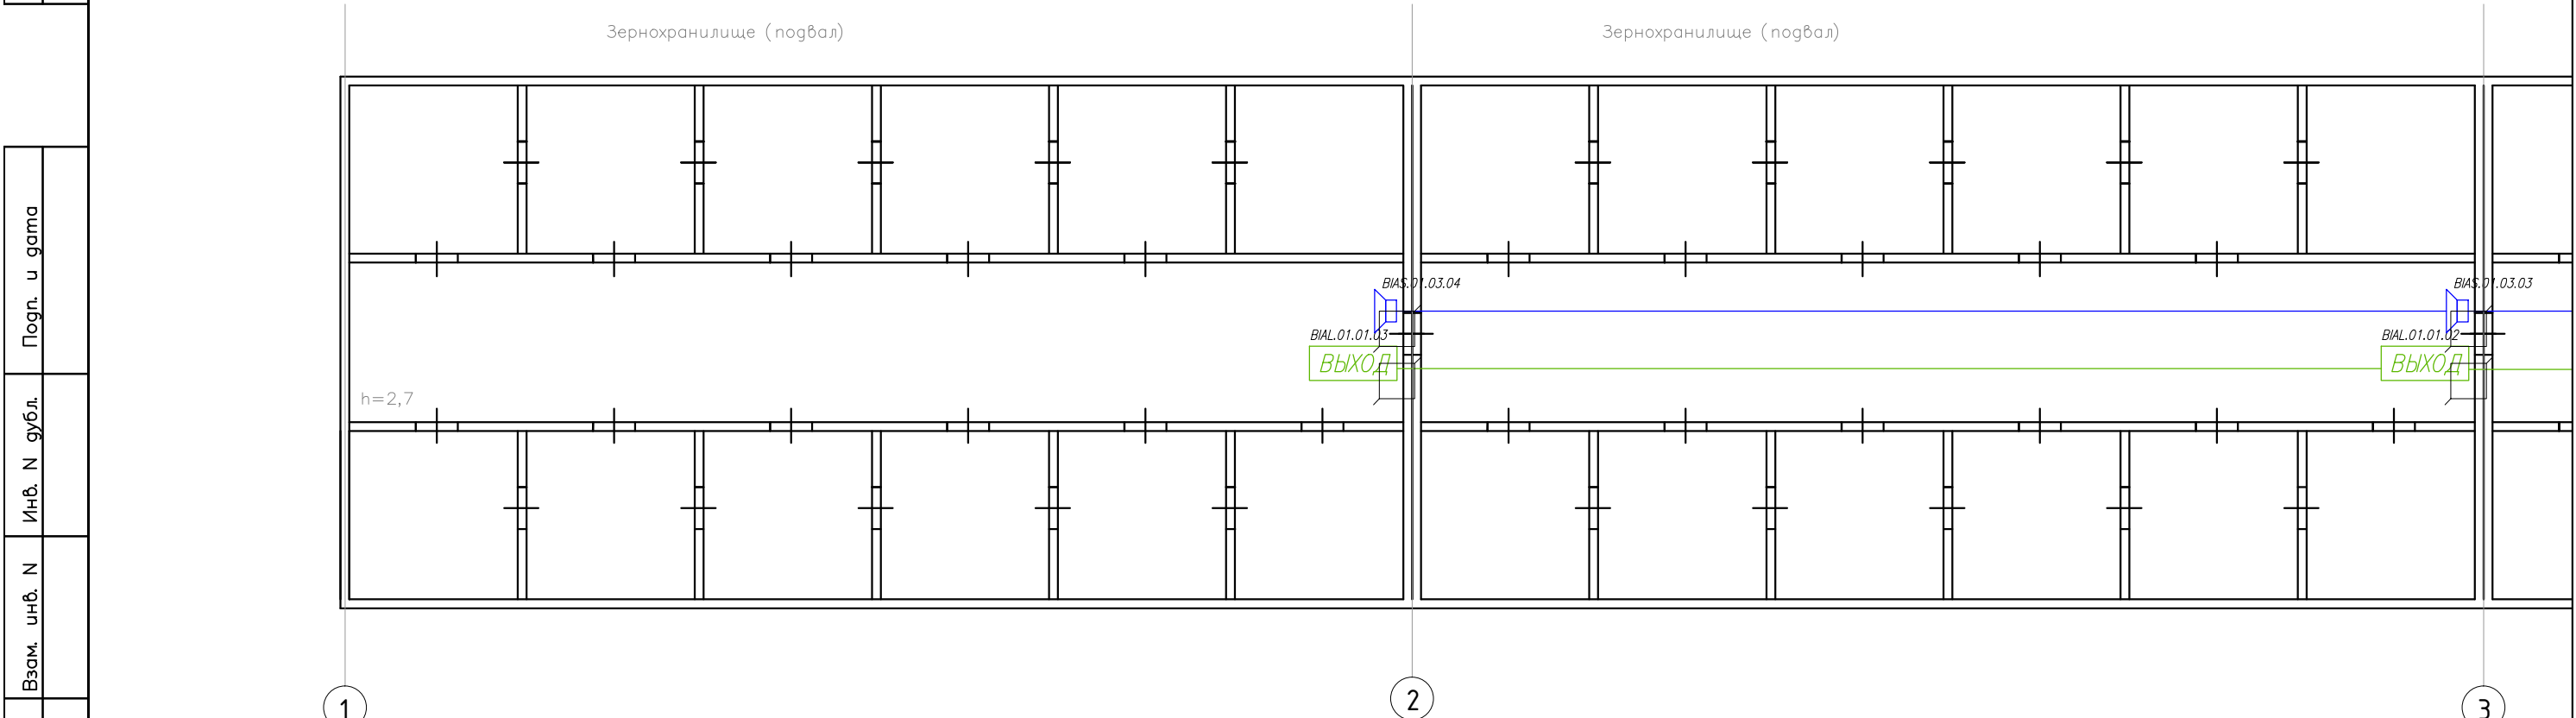 Зернохранилище (подвал)
Зернохранилище (подвал)
BIAS.01.03.04
BIAS.01.03.03
BIAL.01.01.03
BIAL.01.01.02
ВЫХОД
ВЫХОД
h=2,7
1
2
3
Подп. и дата
Инв. N дубл.
Взам. инв. N